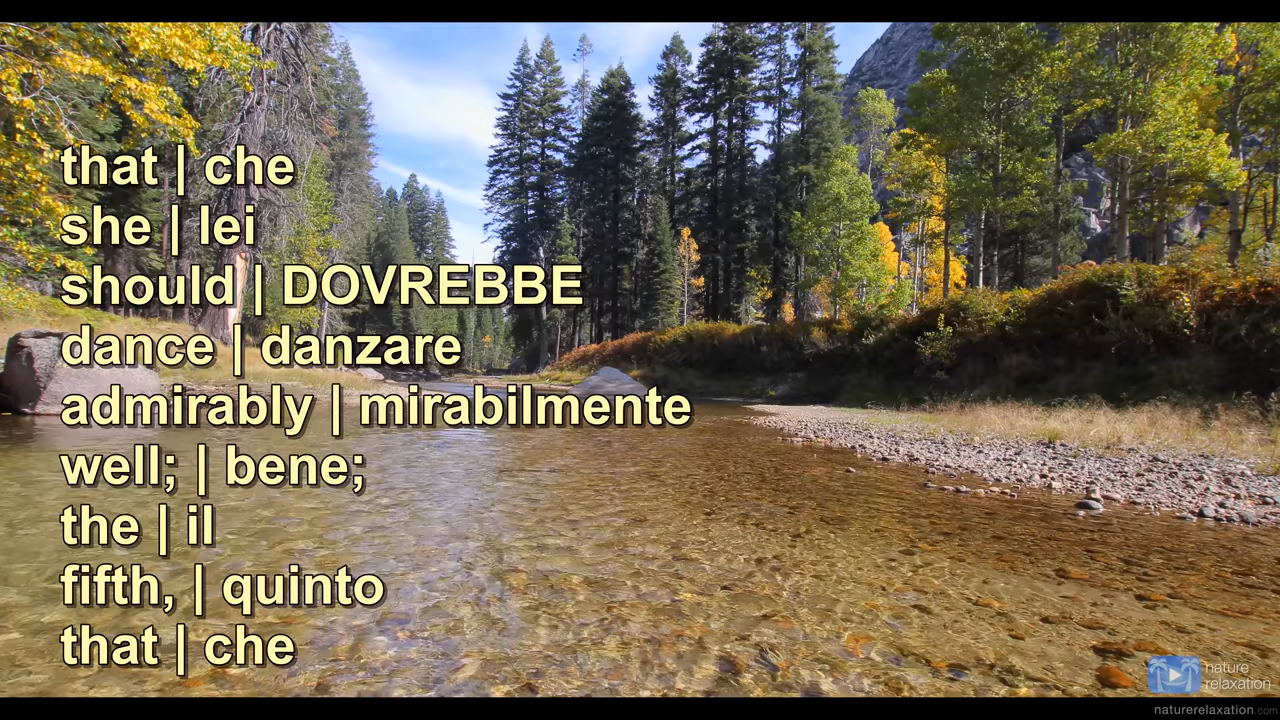 that | che
she | lei
should | DOVREBBE
dance | danzare
admirably | mirabilmente
well; | bene;
the | il
fifth, | quinto
that | che
nature
relaxation
naturerelaxation.com